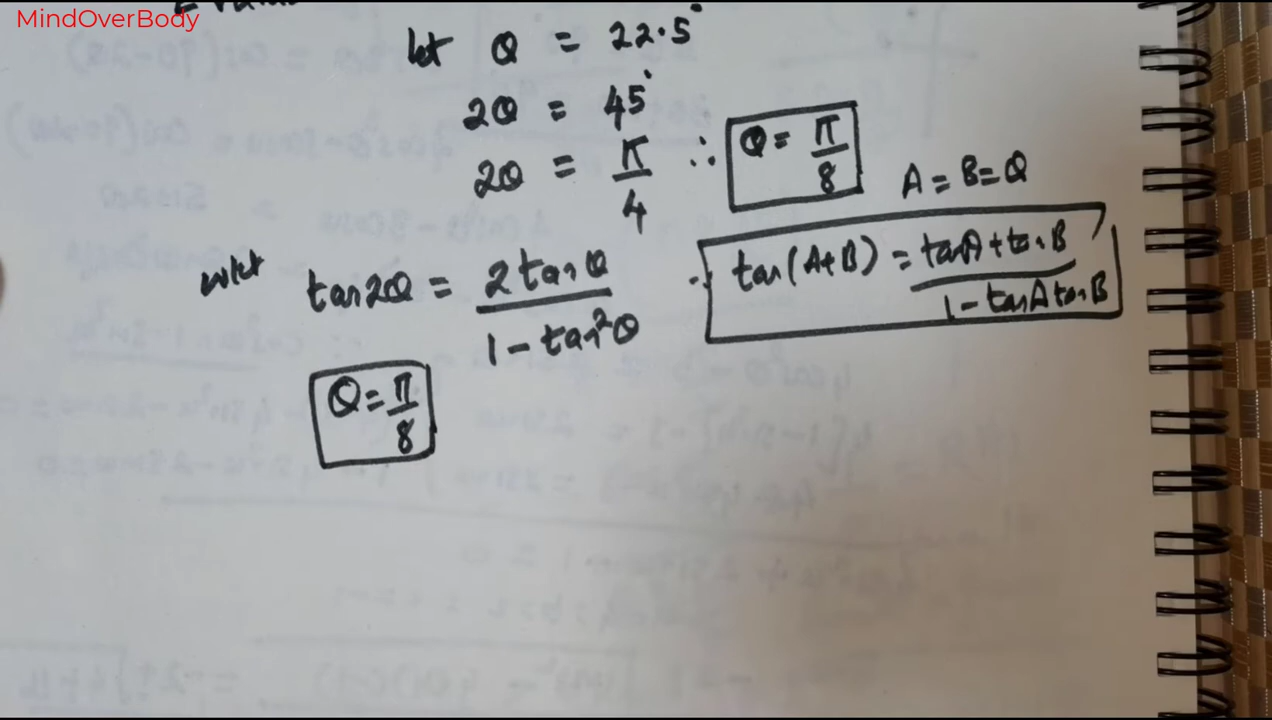 MindOverBody
let θ = 22.5°
2θ = 45°
2θ = π/4 ∴ θ = π/8
A = B = θ
wkt tan2θ = 2tanθ/1 - tan²θ ∵ tan(A+B) = tanA + tanB/1 - tanA tanB
θ = π/8